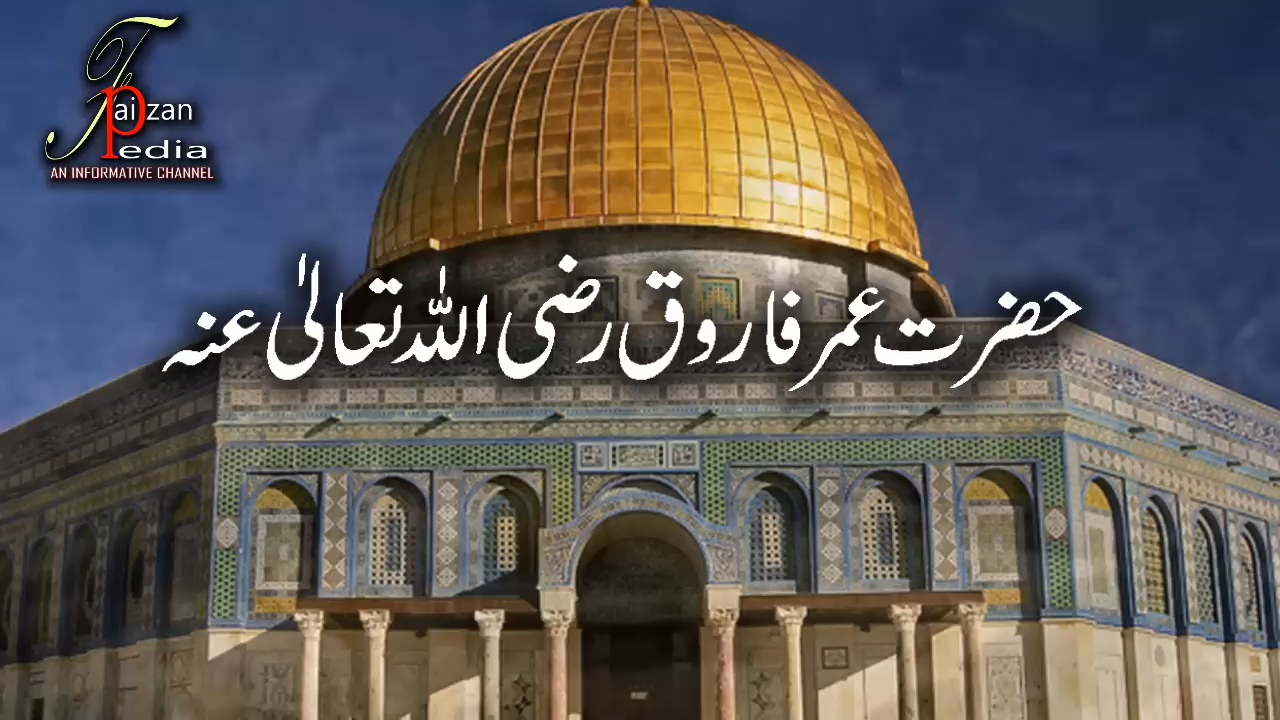 Faizan
Pedia
AN INFORMATIVE CHANNEL
حضرت عمر فاروق رضی اللہ تعالیٰ عنہ